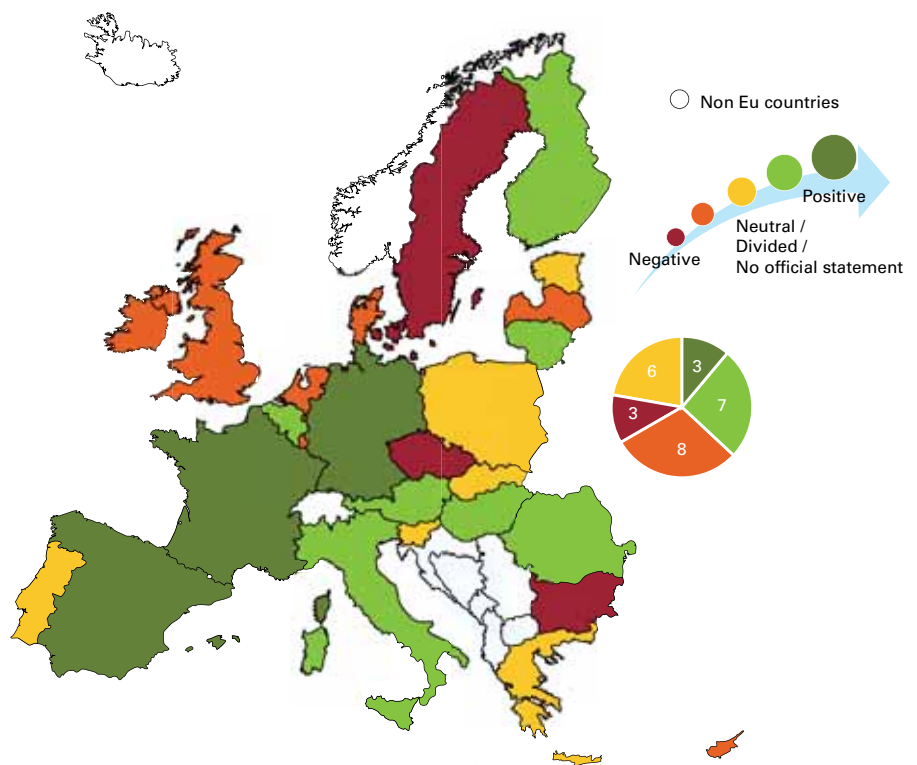 Non Eu countries
Positive
Neutral /
Divided /
No official statement
Negative
3
7
8
3
6